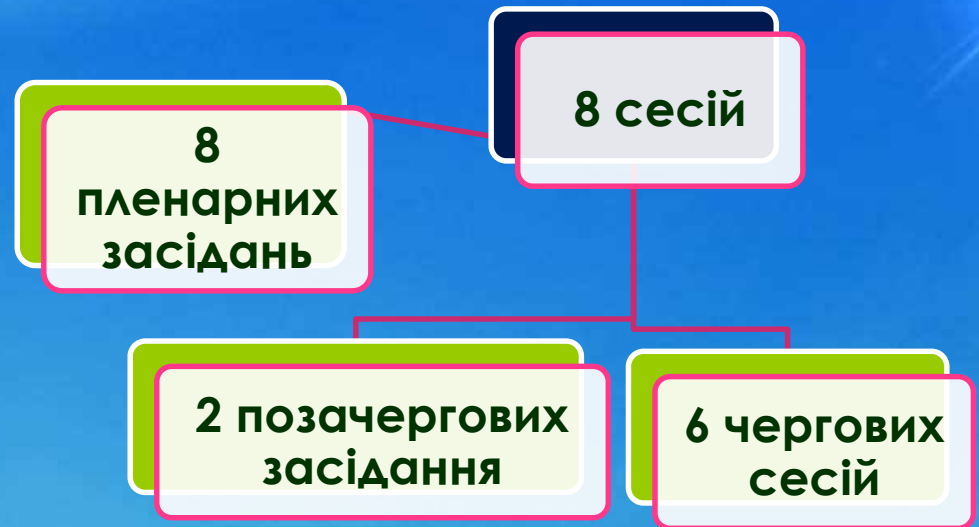 8 сесій
8
пленарних
засідань
2 позачергових
засідання
6 чергових
сесій